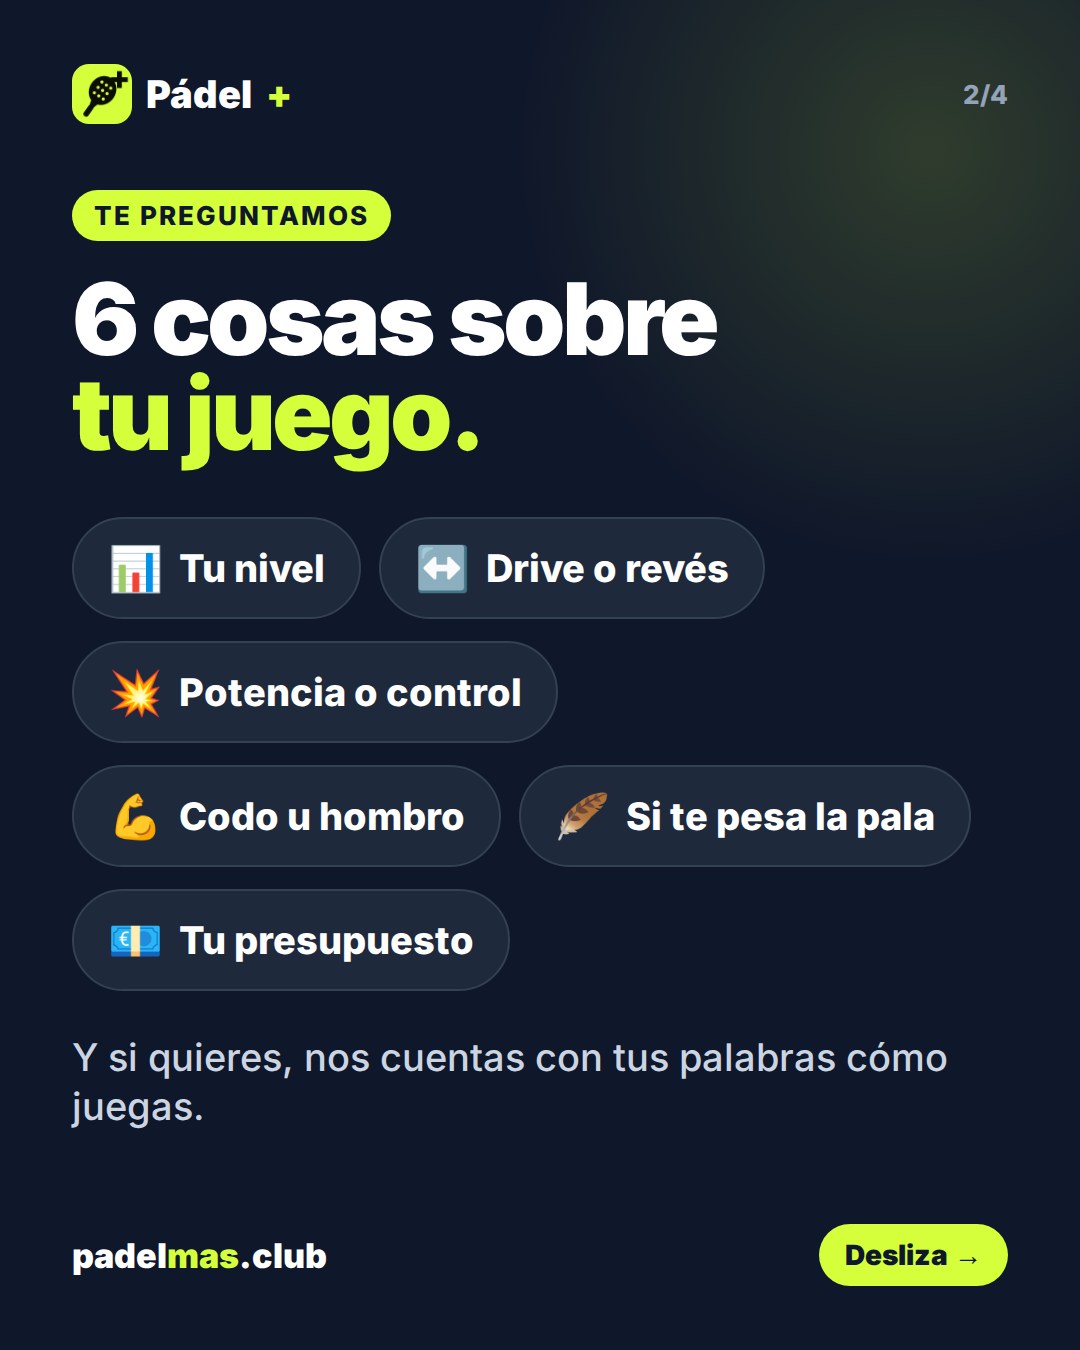 Pádel +
2/4
TE PREGUNTAMOS
6 cosas sobre
tu juego.
Tu nivel
Drive o revés
Potencia o control
Codo u hombro
Si te pesa la pala
Tu presupuesto
Y si quieres, nos cuentas con tus palabras cómo
juegas.
padelmas.club
Desliza →